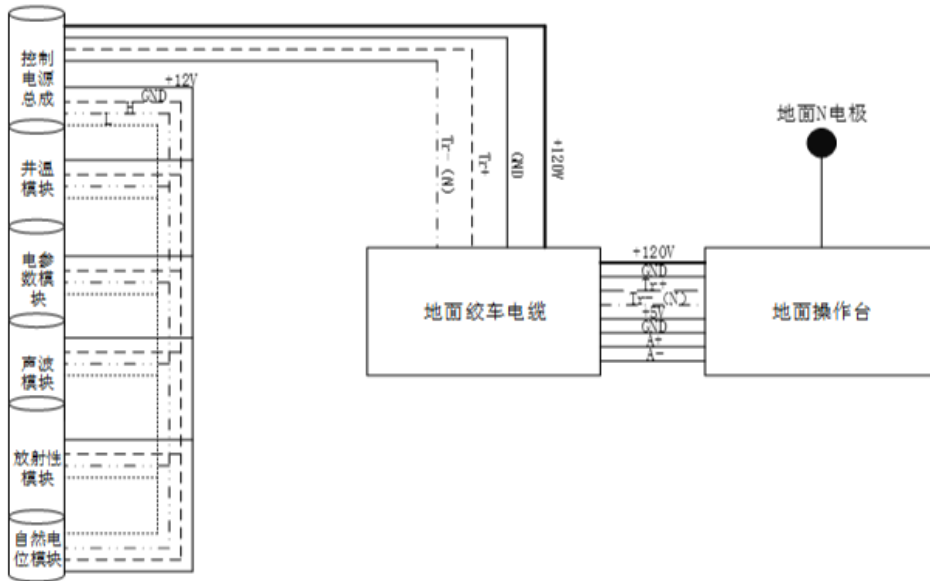 控制
电源
总成
+12V
GND
H
L
井温
模块
电参
数模
块
声波
模块
放射性
模块
自然电
位模块
Tr-(N)
Tr+
GND
+120V
地面绞车电缆
+120V
GND
Tr+
Tr-(N)
+5V
GND
A+
A-
地面N电极
地面操作台